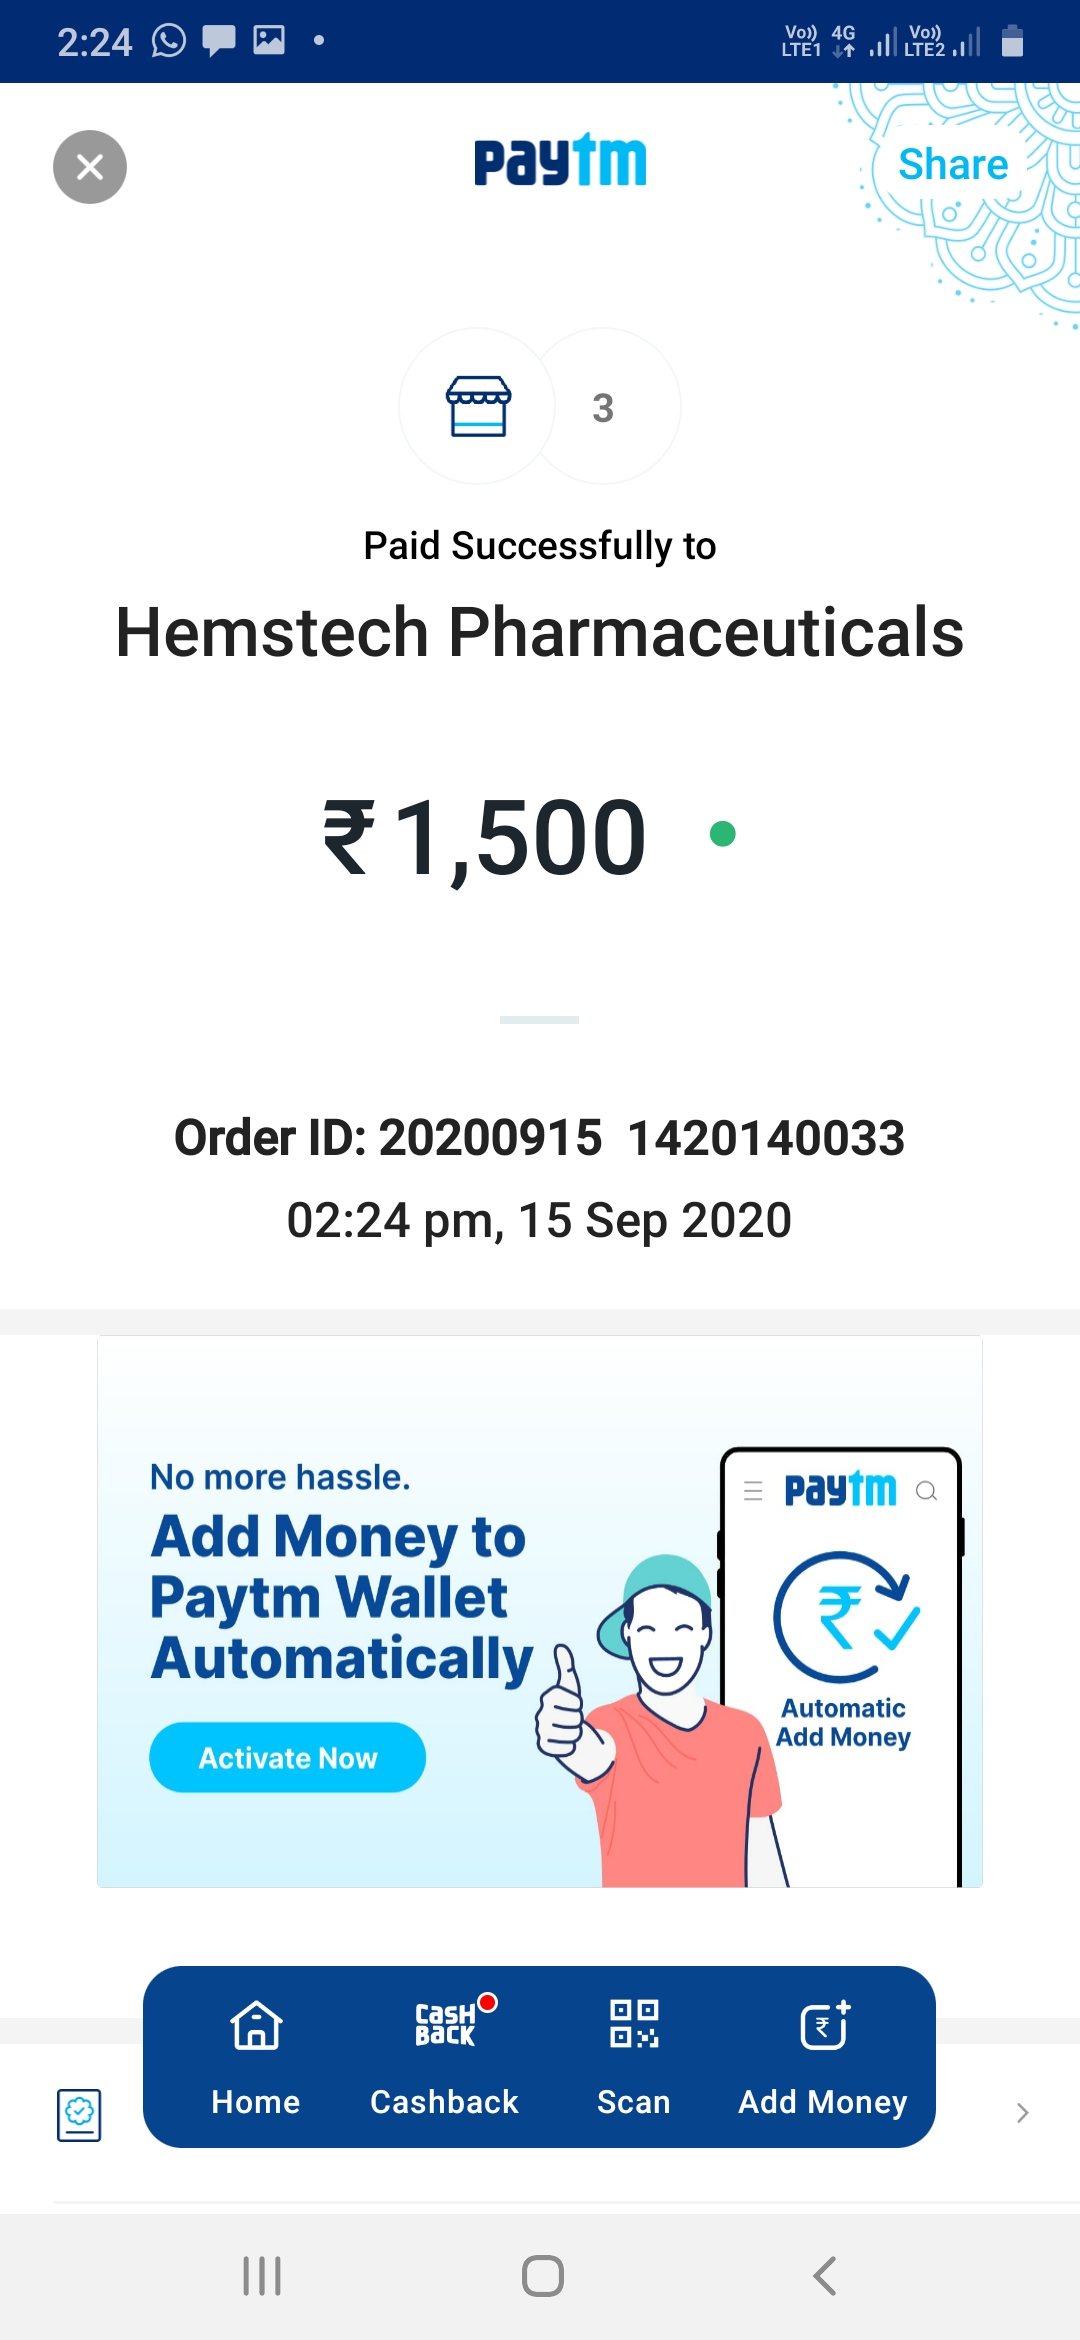 2:24
Vo)) LTE1 4G Vo)) LTE2
paytm
Share
3
Paid Successfully to
Hemstech Pharmaceuticals
₹ 1,500
Order ID: 20200915 1420140033
02:24 pm, 15 Sep 2020
No more hassle.
Add Money to
Paytm Wallet
Automatically
Activate Now
paytm
₹
Automatic
Add Money
CASH
BACK
₹
Home
Cashback
Scan
Add Money